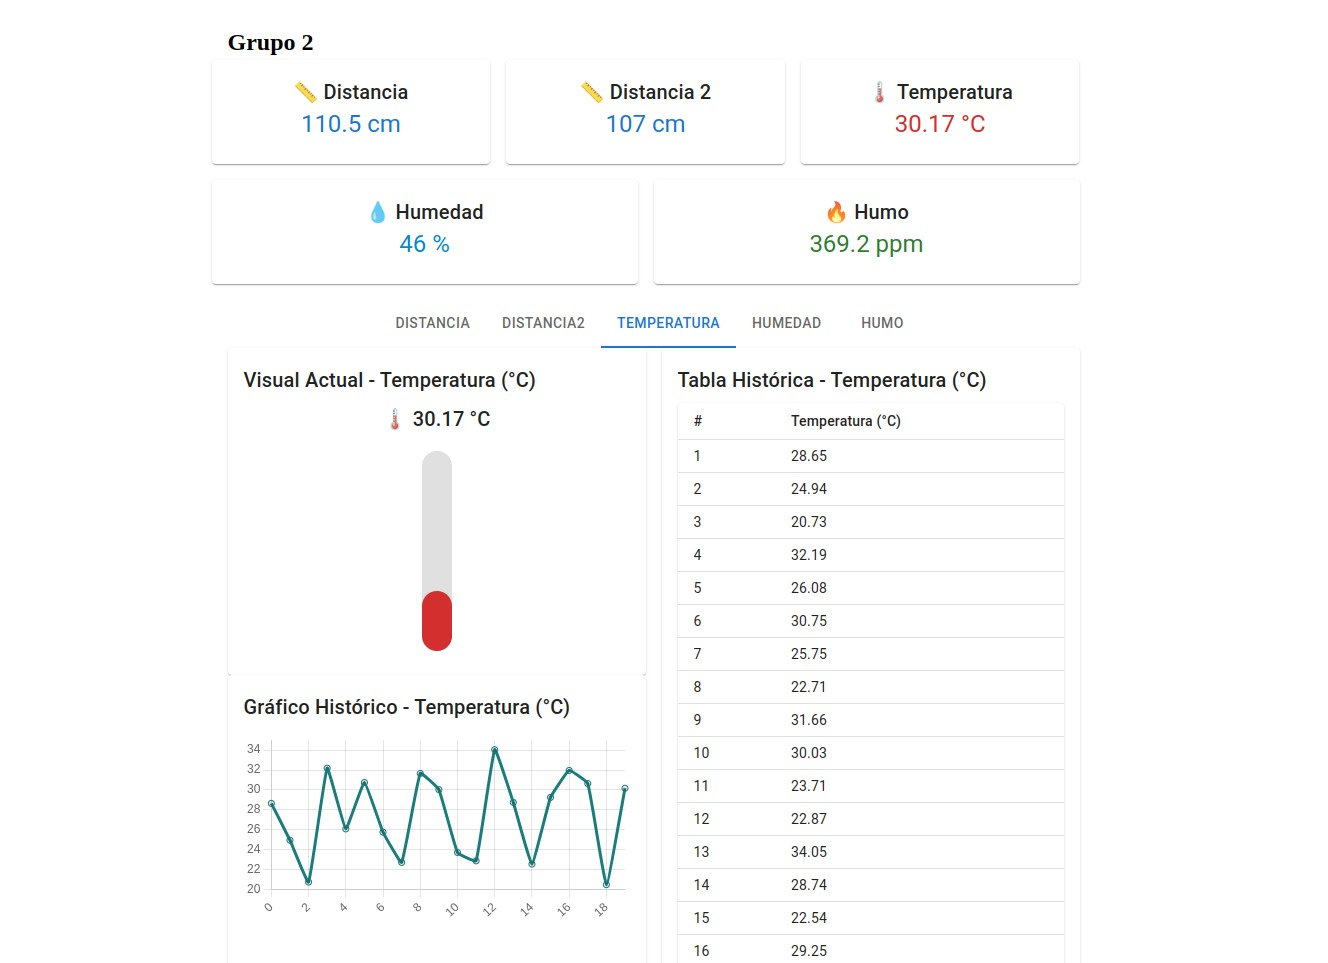 Grupo 2
📏 Distancia
110.5 cm
📏 Distancia 2
107 cm
🌡️ Temperatura
30.17 °C
💧 Humedad
46 %
🔥 Humo
369.2 ppm
DISTANCIA DISTANCIA2 TEMPERATURA HUMEDAD HUMO
Visual Actual - Temperatura (°C)
🌡️ 30.17 °C
Gráfico Histórico - Temperatura (°C)
34
32
30
28
26
24
22
20
0 2 4 6 8 10 12 14 16 18
Tabla Histórica - Temperatura (°C)
# Temperatura (°C)
1 28.65
2 24.94
3 20.73
4 32.19
5 26.08
6 30.75
7 25.75
8 22.71
9 31.66
10 30.03
11 23.71
12 22.87
13 34.05
14 28.74
15 22.54
16 29.25